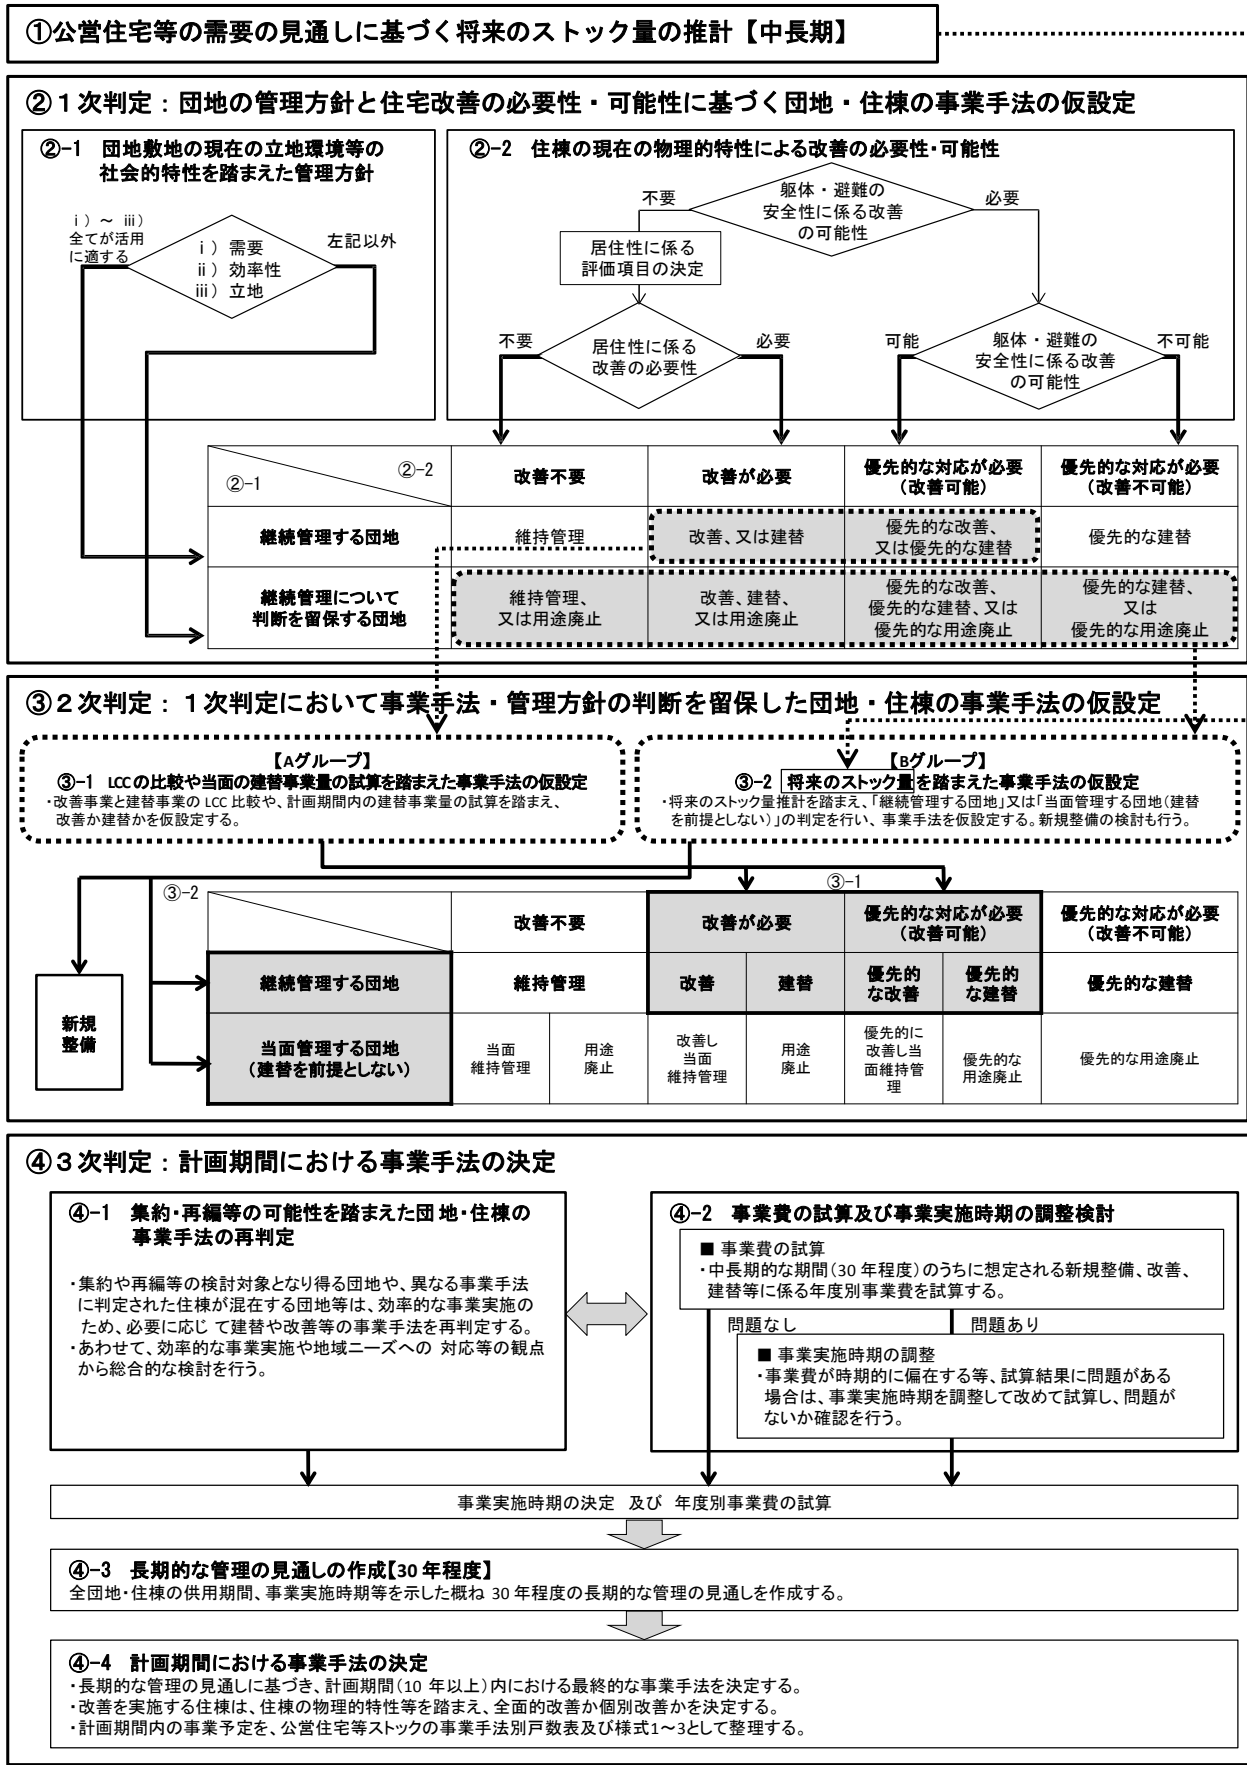 ①公営住宅等の需要の見通しに基づく将来のストック量の推計【中長期】
②１次判定：団地の管理方針と住宅改善の必要性・可能性に基づく団地・住棟の事業手法の仮設定
②-1　団地敷地の現在の立地環境等の
社会的特性を踏まえた管理方針
ⅰ）～ ⅲ）
全てが活用
に適する
ⅰ）需要
ⅱ）効率性
ⅲ）立地
左記以外
②-2　住棟の現在の物理的特性による改善の必要性・可能性
不要
躯体・避難の
安全性に係る改善
の可能性
必要
居住性に係る
評価項目の決定
不要
居住性に係る
改善の必要性
必要
可能
躯体・避難の
安全性に係る改善
の可能性
不可能
②-1
②-2
改善不要
改善が必要
優先的な対応が必要
（改善可能）
優先的な対応が必要
（改善不可能）
継続管理する団地
維持管理
改善、又は建替
優先的な改善、
又は優先的な建替
優先的な建替
継続管理について
判断を留保する団地
維持管理、
又は用途廃止
改善、建替、
又は用途廃止
優先的な改善、
優先的な建替、又は
優先的な用途廃止
優先的な建替、
又は
優先的な用途廃止
③２次判定：１次判定において事業手法・管理方針の判断を留保した団地・住棟の事業手法の仮設定
【Aグループ】
③-1 LCCの比較や当面の建替事業量の試算を踏まえた事業手法の仮設定
・改善事業と建替事業の LCC 比較や、計画期間内の建替事業量の試算を踏まえ、
改善か建替かを仮設定する。
【Bグループ】
③-2 将来のストック量を踏まえた事業手法の仮設定
・将来のストック量推計を踏まえ、「継続管理する団地」又は「当面管理する団地（建替
を前提としない）」の判定を行い、事業手法を仮設定する。新規整備の検討も行う。
③-2
③-1
改善不要
改善が必要
優先的な対応が必要
（改善可能）
優先的な対応が必要
（改善不可能）
継続管理する団地
維持管理
改善
建替
優先的
な改善
優先的
な建替
優先的な建替
新規
整備
当面管理する団地
（建替を前提としない）
当面
維持管理
用途
廃止
改善し
当面
維持管理
用途
廃止
優先的に
改善し当
面維持管
理
優先的な
用途廃止
優先的な用途廃止
④３次判定：計画期間における事業手法の決定
④-1　集約・再編等の可能性を踏まえた団 地・住棟の
事業手法の再判定
・集約や再編等の検討対象となり得る団地や、異なる事業手法
に判定された住棟が混在する団地等は、効率的な事業実施の
ため、必要に応じ て建替や改善等の事業手法を再判定する。
・あわせて、効率的な事業実施や地域ニーズへの 対応等の観点
から総合的な検討を行う。
④-2　事業費の試算及び事業実施時期の調整検討
■ 事業費の試算
・中長期的な期間（30 年程度）のうちに想定される新規整備、改善、
建替等に係る年度別事業費を試算する。
問題なし
問題あり
■ 事業実施時期の調整
・事業費が時期的に偏在する等、試算結果に問題がある
場合は、事業実施時期を調整して改めて試算し、問題が
ないか確認を行う。
事業実施時期の決定 及び 年度別事業費の試算
④-3　長期的な管理の見通しの作成【30 年程度】
全団地・住棟の供用期間、事業実施時期等を示した概ね 30 年程度の長期的な管理の見通しを作成する。
④-4　計画期間における事業手法の決定
・長期的な管理の見通しに基づき、計画期間（10 年以上）内における最終的な事業手法を決定する。
・改善を実施する住棟は、住棟の物理的特性等を踏まえ、全面的改善か個別改善かを決定する。
・計画期間内の事業予定を、公営住宅等ストックの事業手法別戸数表及び様式1～3として整理する。